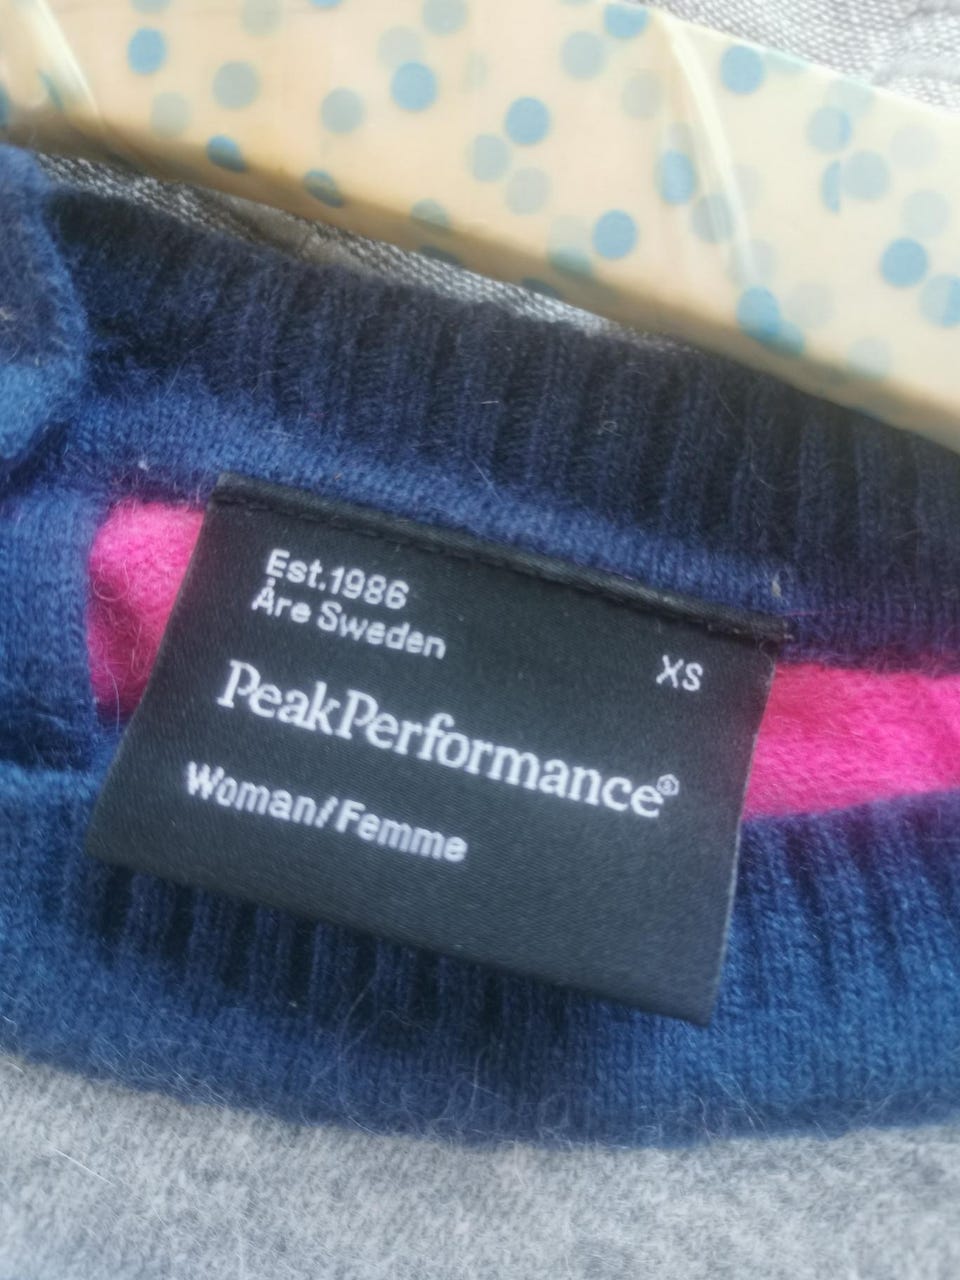 Est.1986
Åre Sweden
XS
PeakPerformance®
Woman/Femme